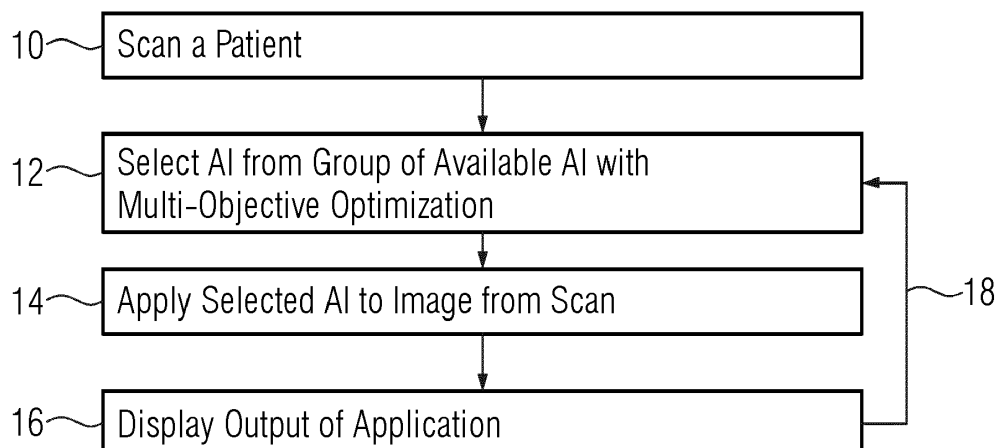 10 Scan a Patient
12 Select AI from Group of Available AI with
Multi-Objective Optimization
14 Apply Selected AI to Image from Scan
18
16 Display Output of Application